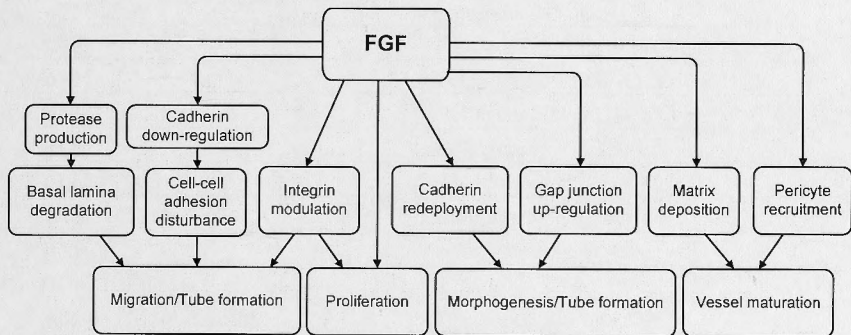 FGF
Protease
production
Cadherin
down-regulation
Basal lamina
degradation
Cell-cell
adhesion
disturbance
Integrin
modulation
Cadherin
redeployment
Gap junction
up-regulation
Matrix
deposition
Pericyte
recruitment
Migration/Tube formation
Proliferation
Morphogenesis/Tube formation
Vessel maturation